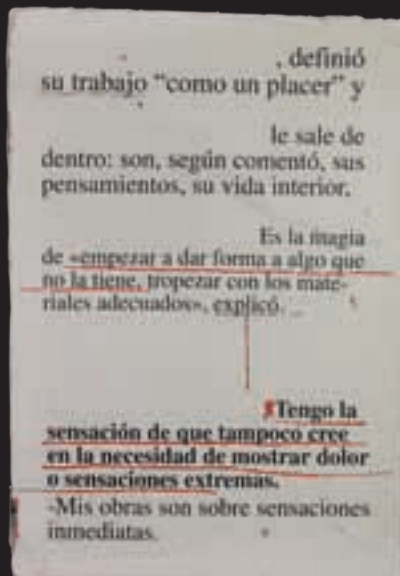 , definió
su trabajo “como un placer” y
le sale de
dentro: son, según comentó, sus
pensamientos, su vida interior.
Es la magia
de «empezar a dar forma a algo que
no la tiene, tropezar con los mate-
riales adecuados», explicó.
Tengo la
sensación de que tampoco cree
en la necesidad de mostrar dolor
o sensaciones extremas.
-Mis obras son sobre sensaciones
inmediatas.